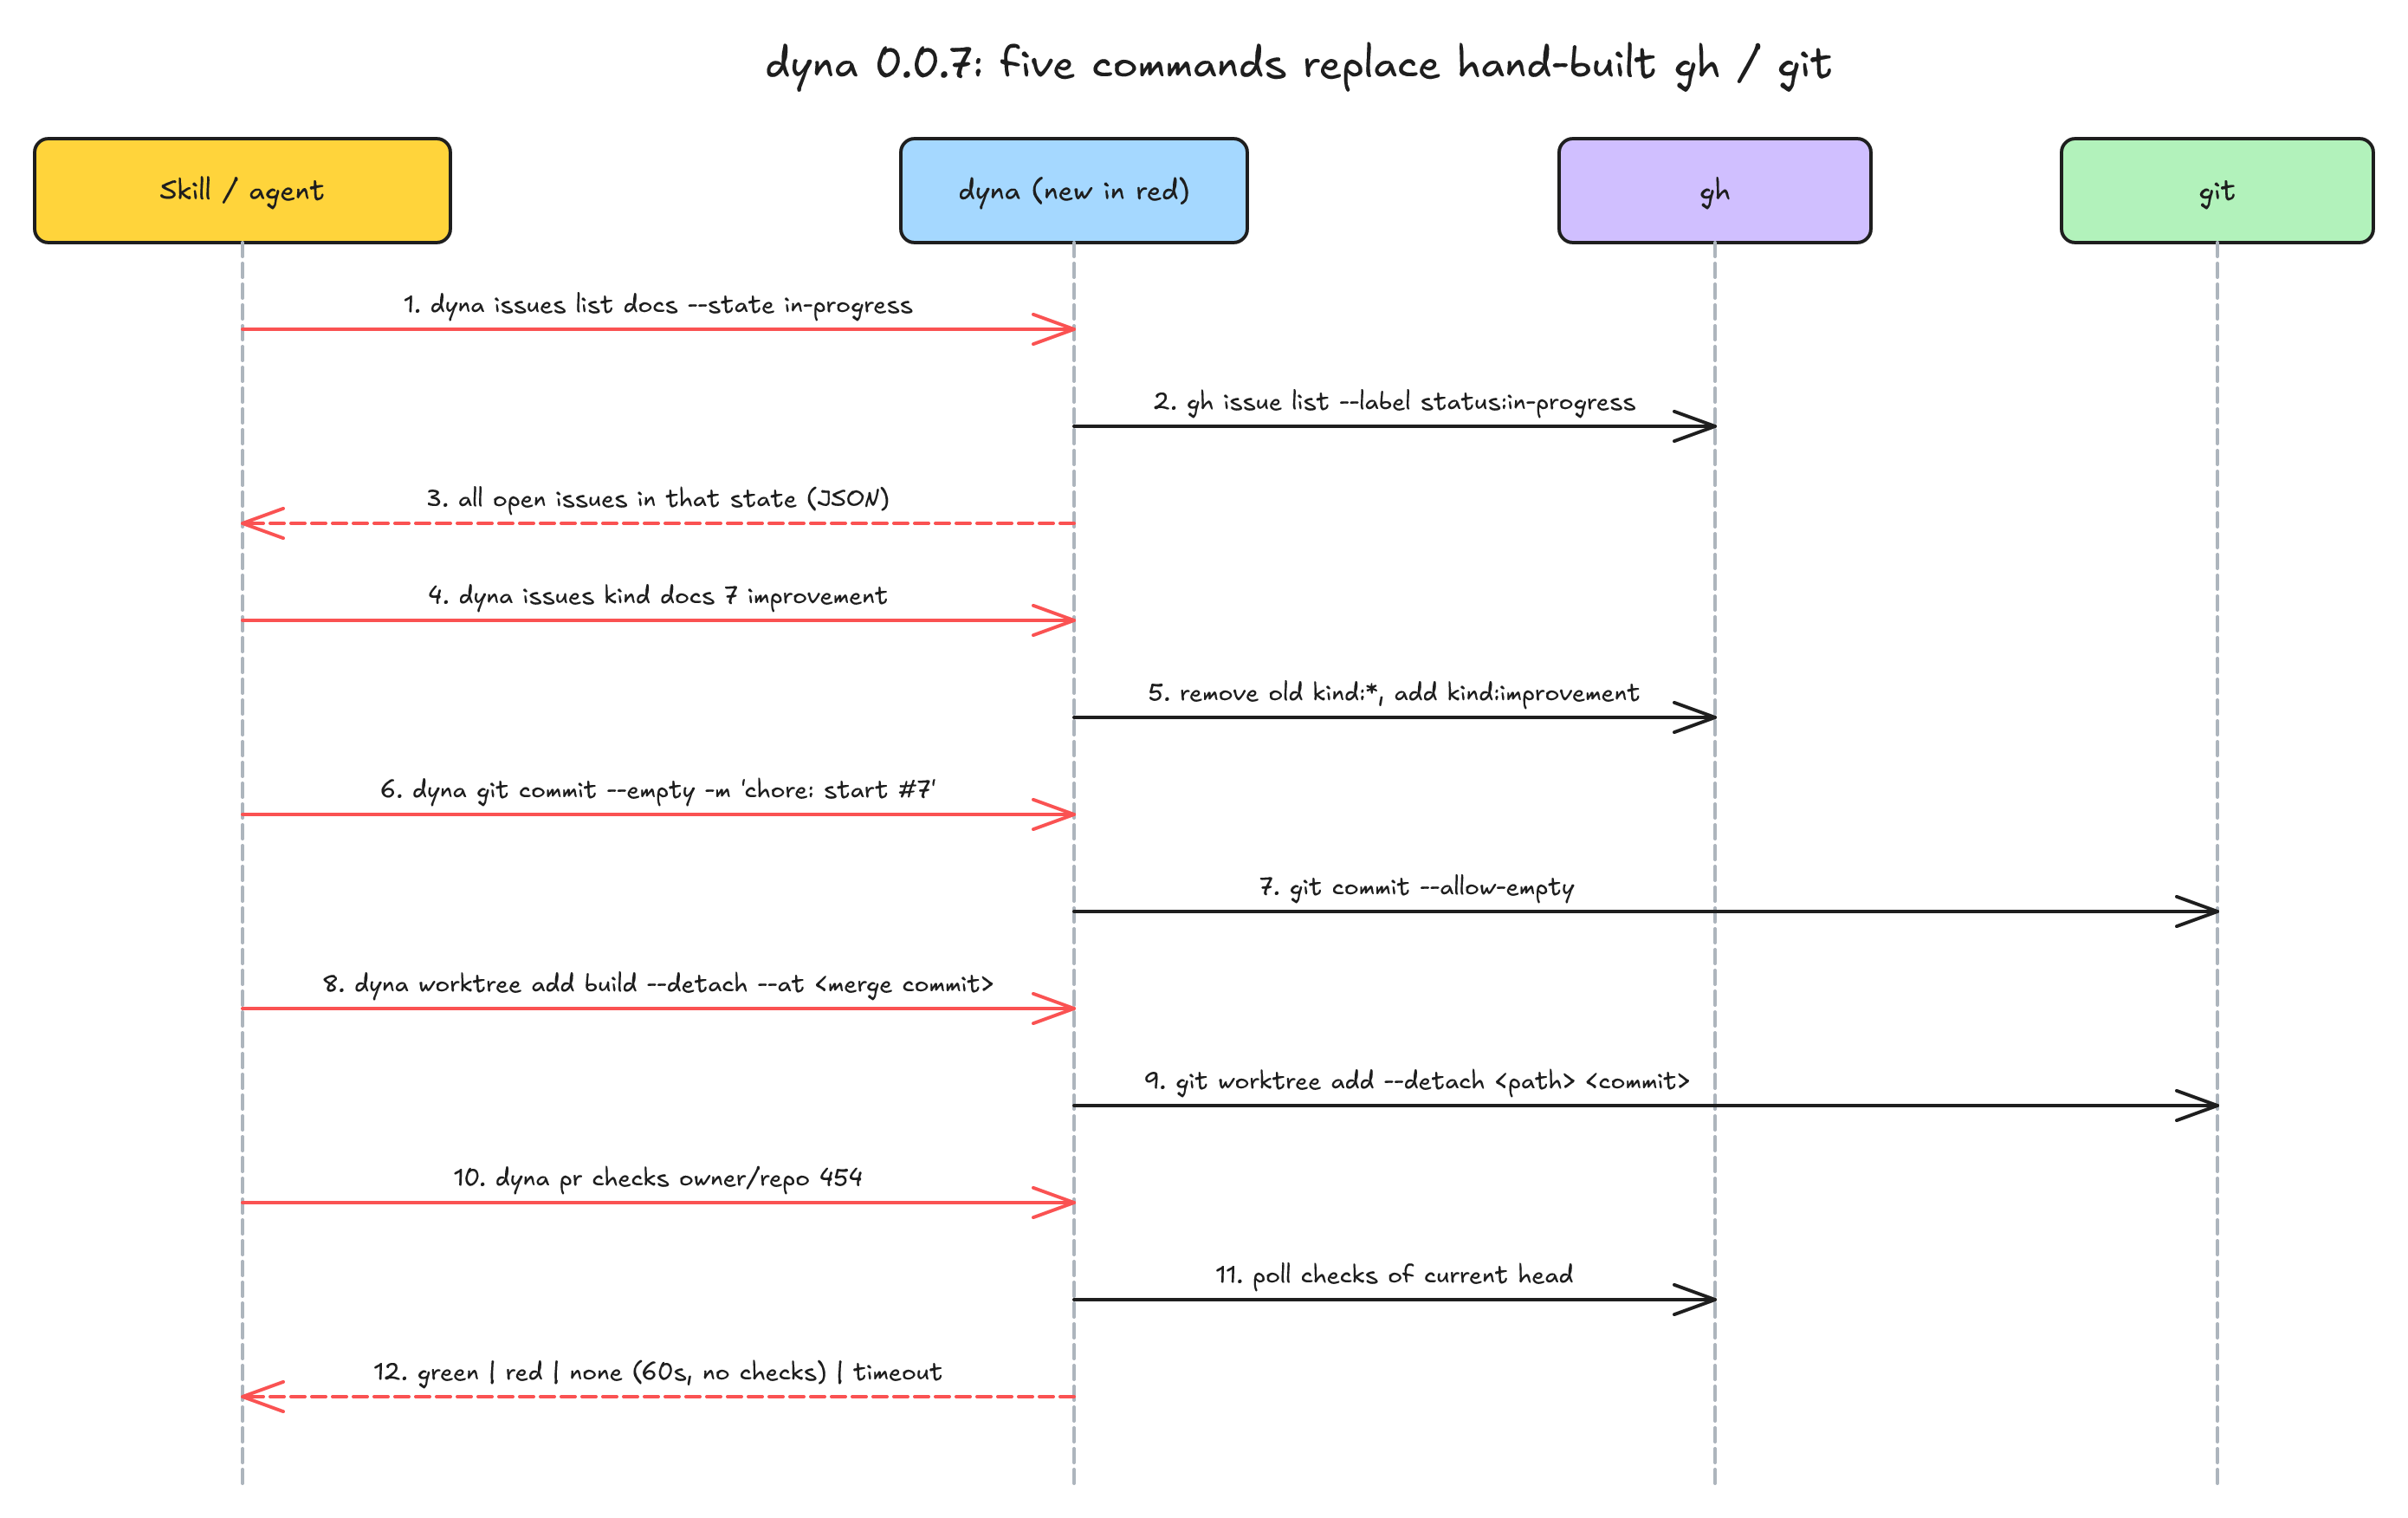 dyna 0.0.7: five commands replace hand-built gh / git
Skill / agent
dyna (new in red)
gh
git
1. dyna issues list docs --state in-progress
2. gh issue list --label status:in-progress
3. all open issues in that state (JSON)
4. dyna issues kind docs 7 improvement
5. remove old kind:*, add kind:improvement
6. dyna git commit --empty -m 'chore: start #7'
7. git commit --allow-empty
8. dyna worktree add build --detach --at <merge commit>
9. git worktree add --detach <path> <commit>
10. dyna pr checks owner/repo 454
11. poll checks of current head
12. green | red | none (60s, no checks) | timeout